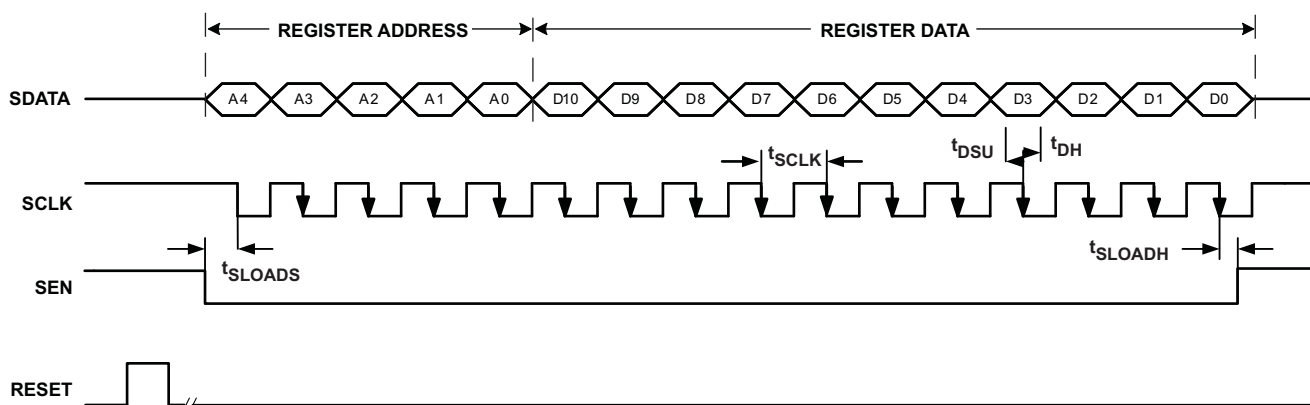 REGISTER ADDRESS REGISTER DATA
SDATA A4 A3 A2 A1 A0 D10 D9 D8 D7 D6 D5 D4 D3 D2 D1 D0
tSCLK tDSU tDH
SCLK
tSLOADS tSLOADH
SEN
RESET